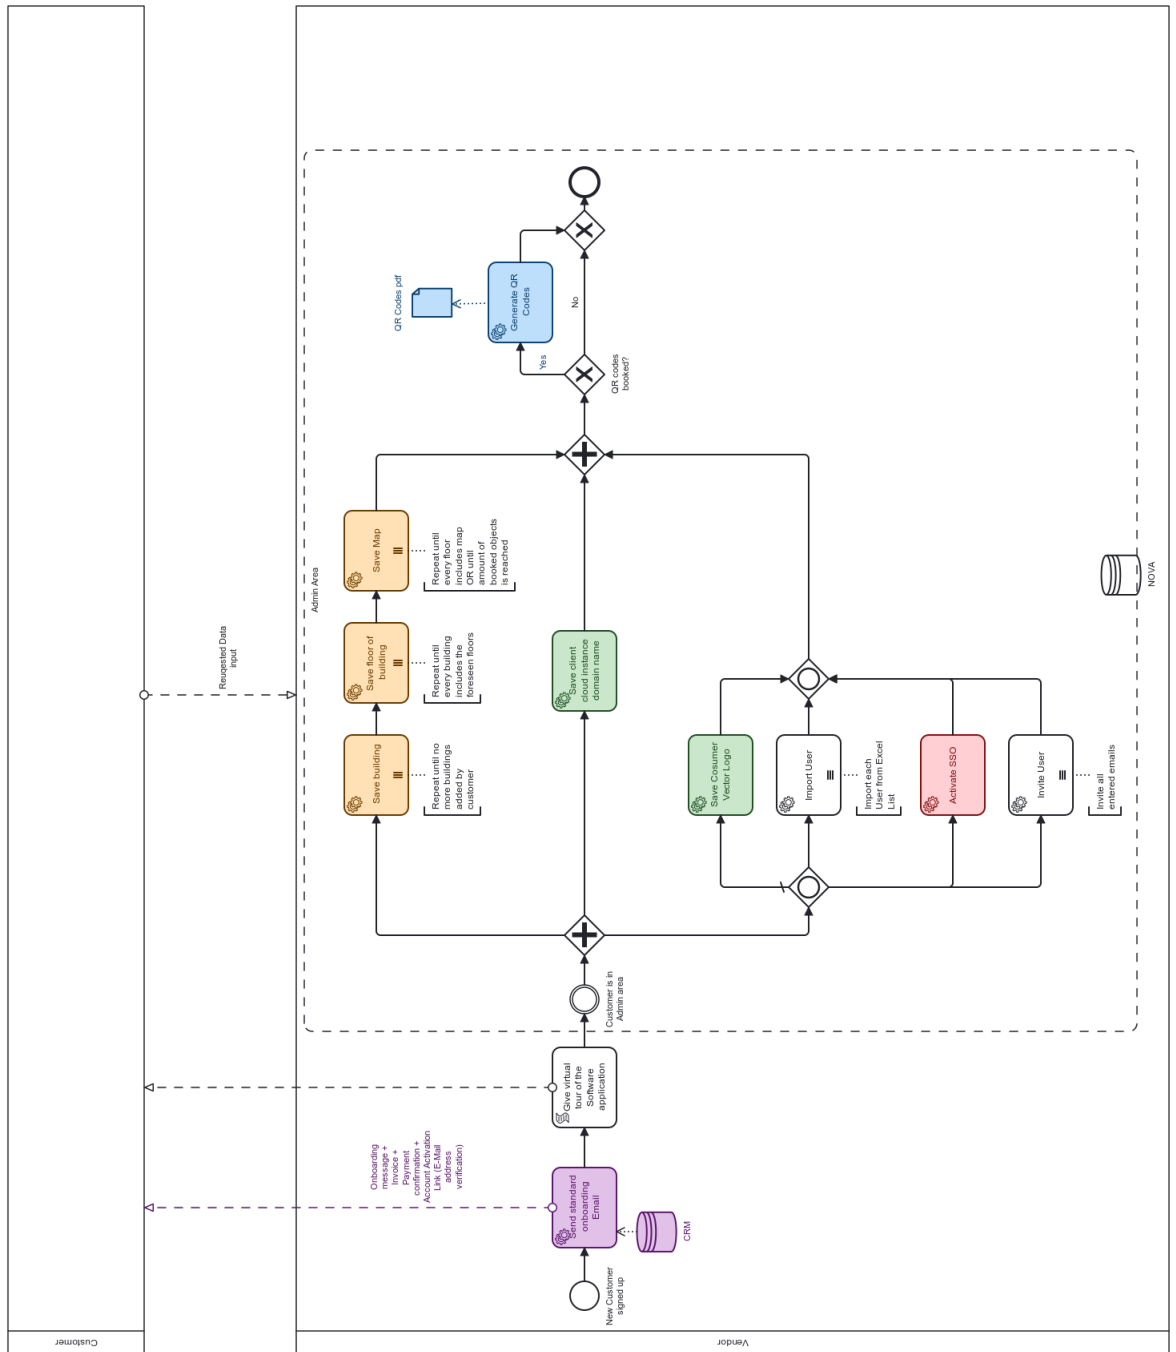 Customer
Vendor
New Customer
signed up
Send standard
onboarding
Email
CRM
Onboarding
message +
Invoice +
Payment
confirmation +
Account Activation
Link (E-Mail
address
verification)
Give virtual
tour of the
Software
application
Customer is in
Admin area
Admin Area
Reuqested Data
input
Save building
Repeat until no
more buildings
added by
customer
Save floor of
building
Repeat until
every building
includes the
foreseen floors
Save Map
Repeat until
every floor
includes map
OR until
amount of
booked objects
is reached
Save client
cloud instance
domain name
Save Cosumer
Vector Logo
Import User
Import each
User from Excel
List
Activate SSO
Invite User
Invite all
entered emails
QR codes
booked?
Yes
No
Generate QR
Codes
QR Codes pdf
NOVA